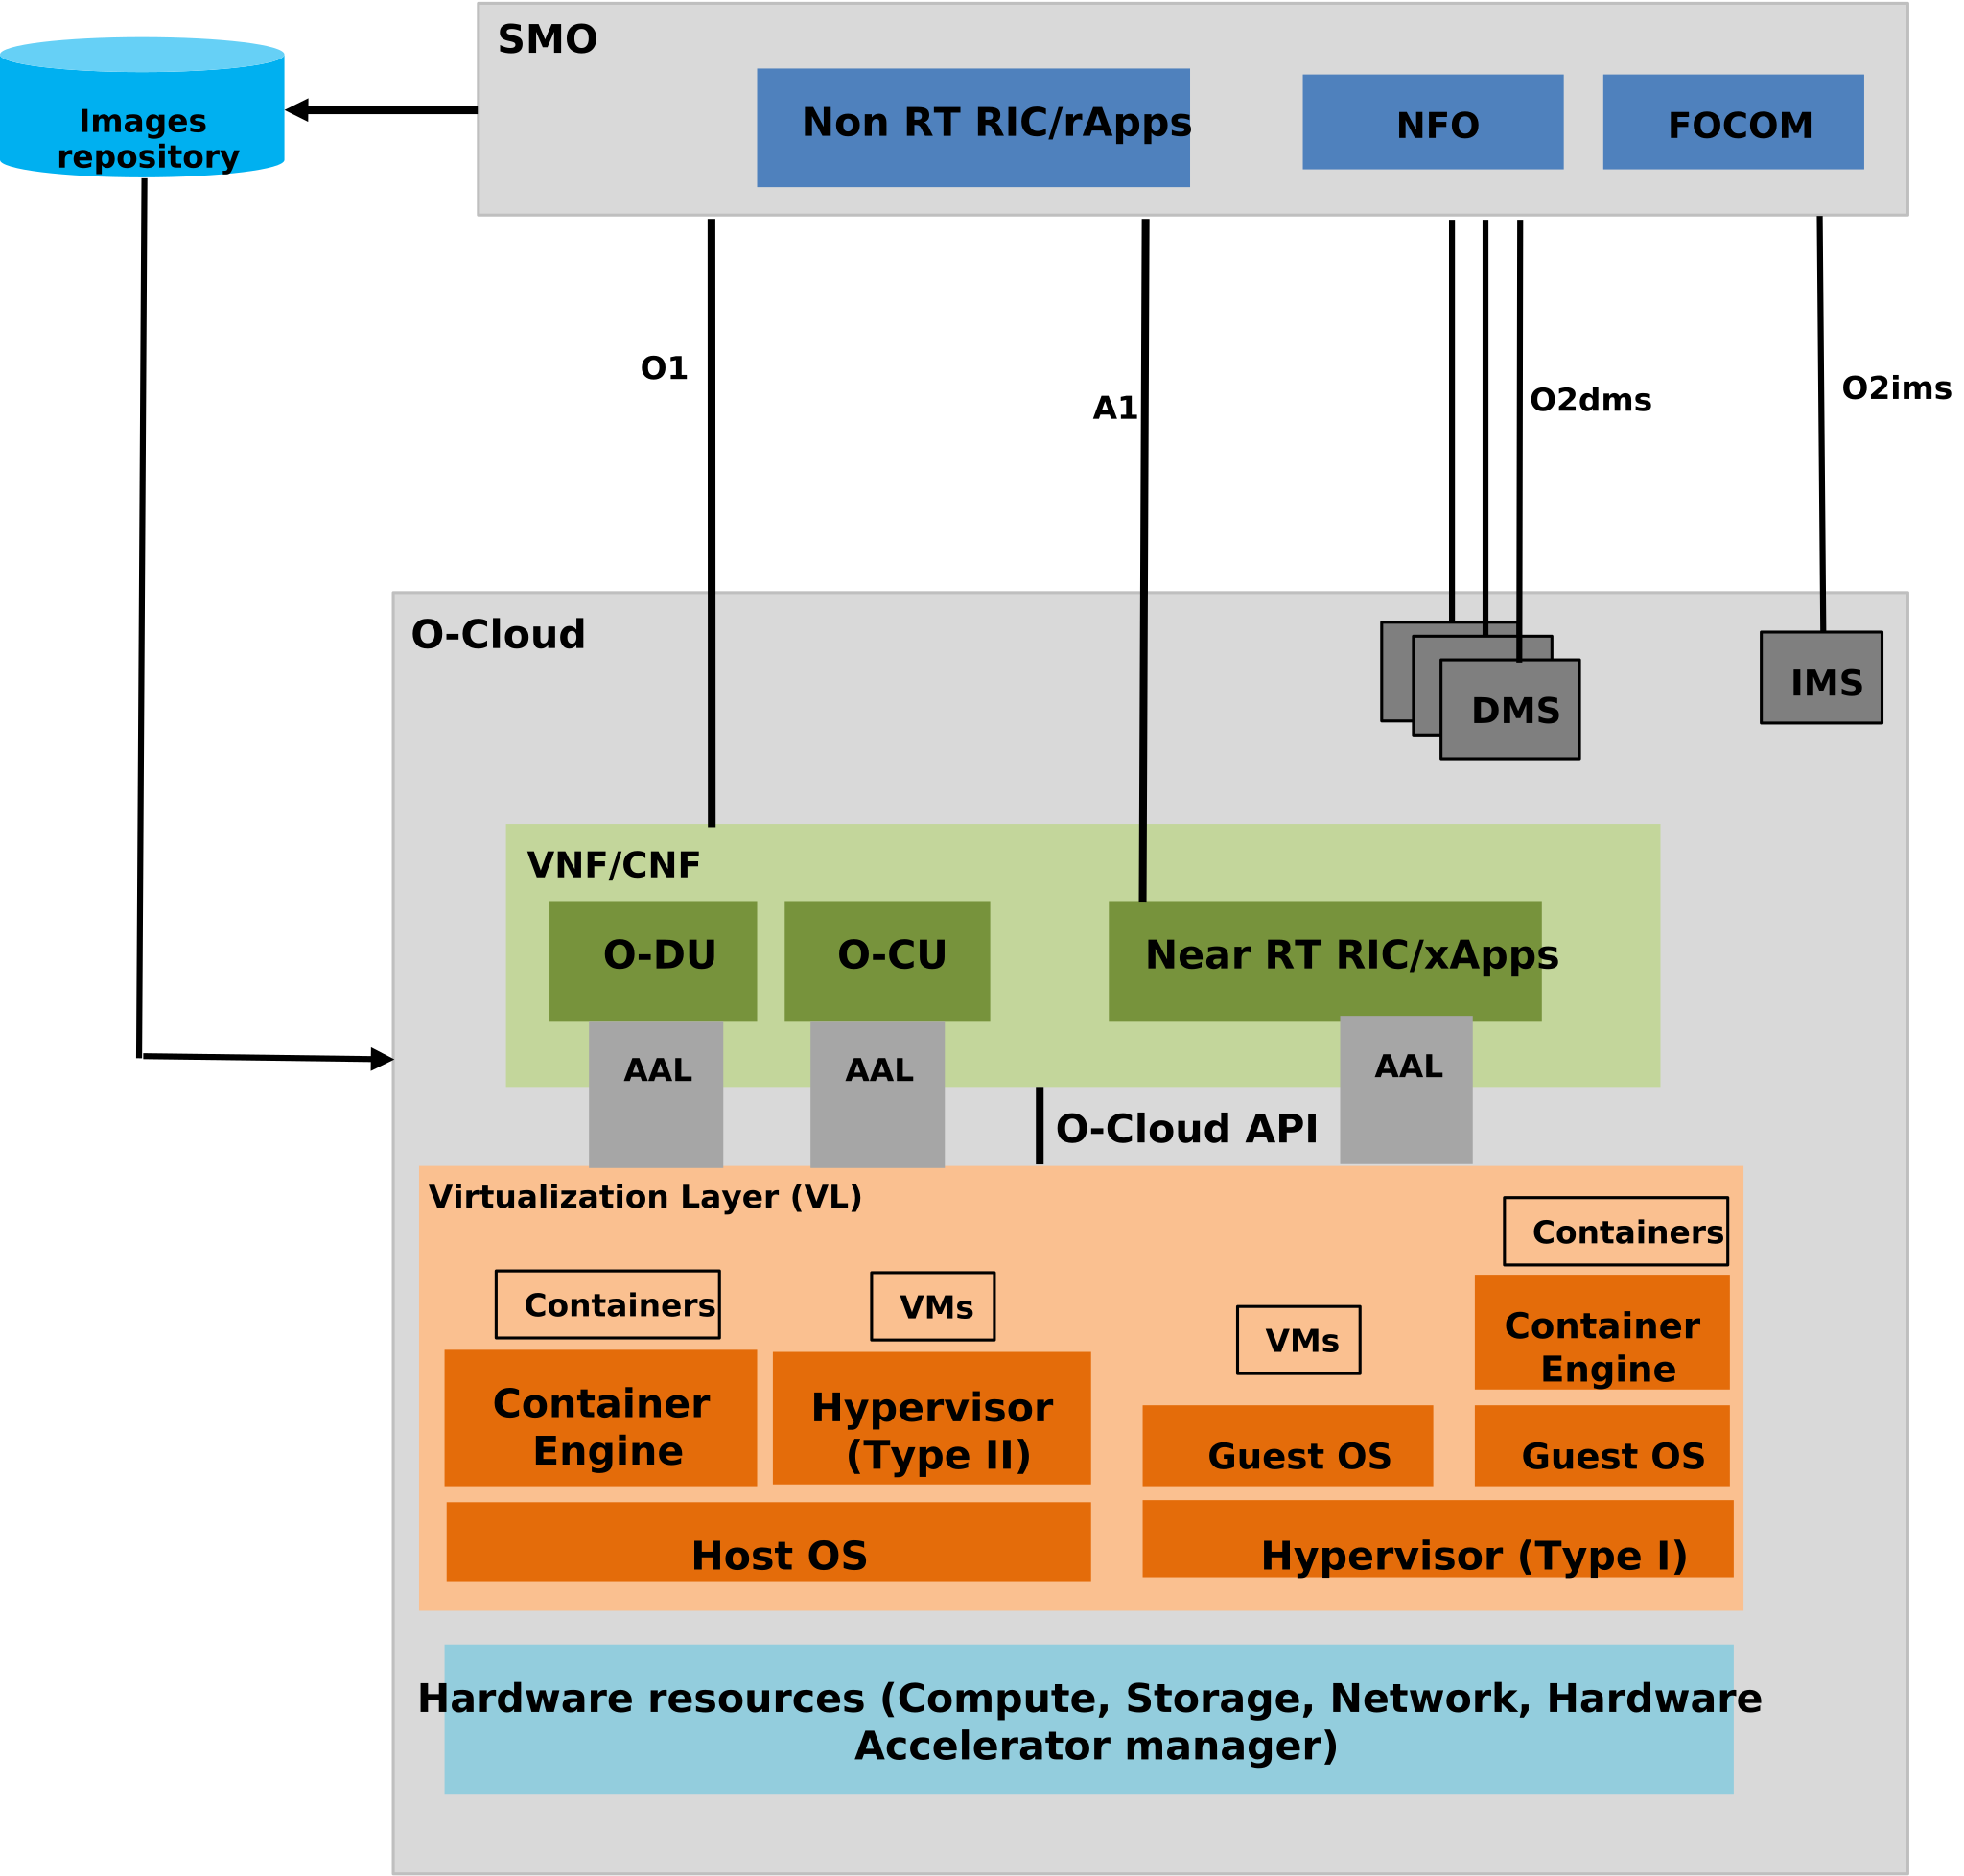 SMO
Images
repository
Non RT RIC/rApps
NFO
FOCOM
O1
A1
O2dms
O2ims
O-Cloud
DMS
IMS
VNF/CNF
O-DU
O-CU
Near RT RIC/xApps
AAL
AAL
AAL
O-Cloud API
Virtualization Layer (VL)
Containers
VMs
VMs
Containers
Container
Engine
Hypervisor
(Type II)
Container
Engine
Guest OS
Guest OS
Host OS
Hypervisor (Type I)
Hardware resources (Compute, Storage, Network, Hardware
Accelerator manager)